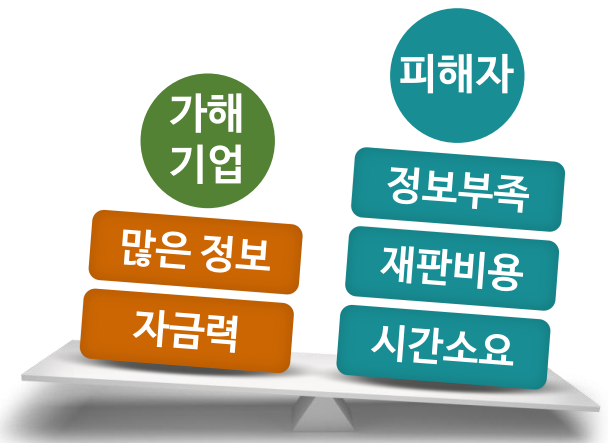 가해
기업
많은 정보
자금력
피해자
정보부족
재판비용
시간소요